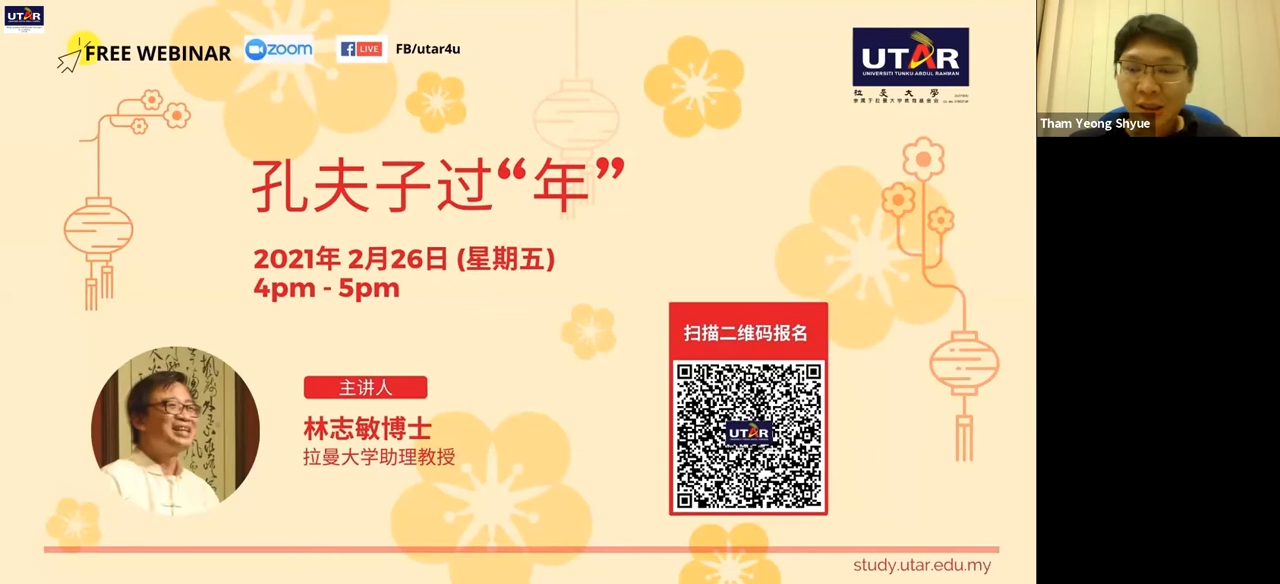 UTAR
FREE WEBINAR
zoom
f LIVE
FB/utar4u
UTAR
UNIVERSITI TUNKU ABDUL RAHMAN
拉曼大學
Tham Yeong Shyue
孔夫子过“年”
2021年 2月26日 (星期五)
4pm - 5pm
扫描二维码报名
UTAR
主讲人
林志敏博士
拉曼大学助理教授
study.utar.edu.my